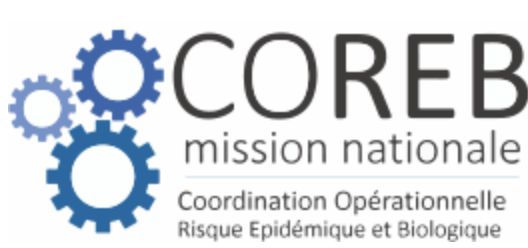 COREB
mission nationale
Coordination Opérationnelle
Risque Epidémique et Biologique